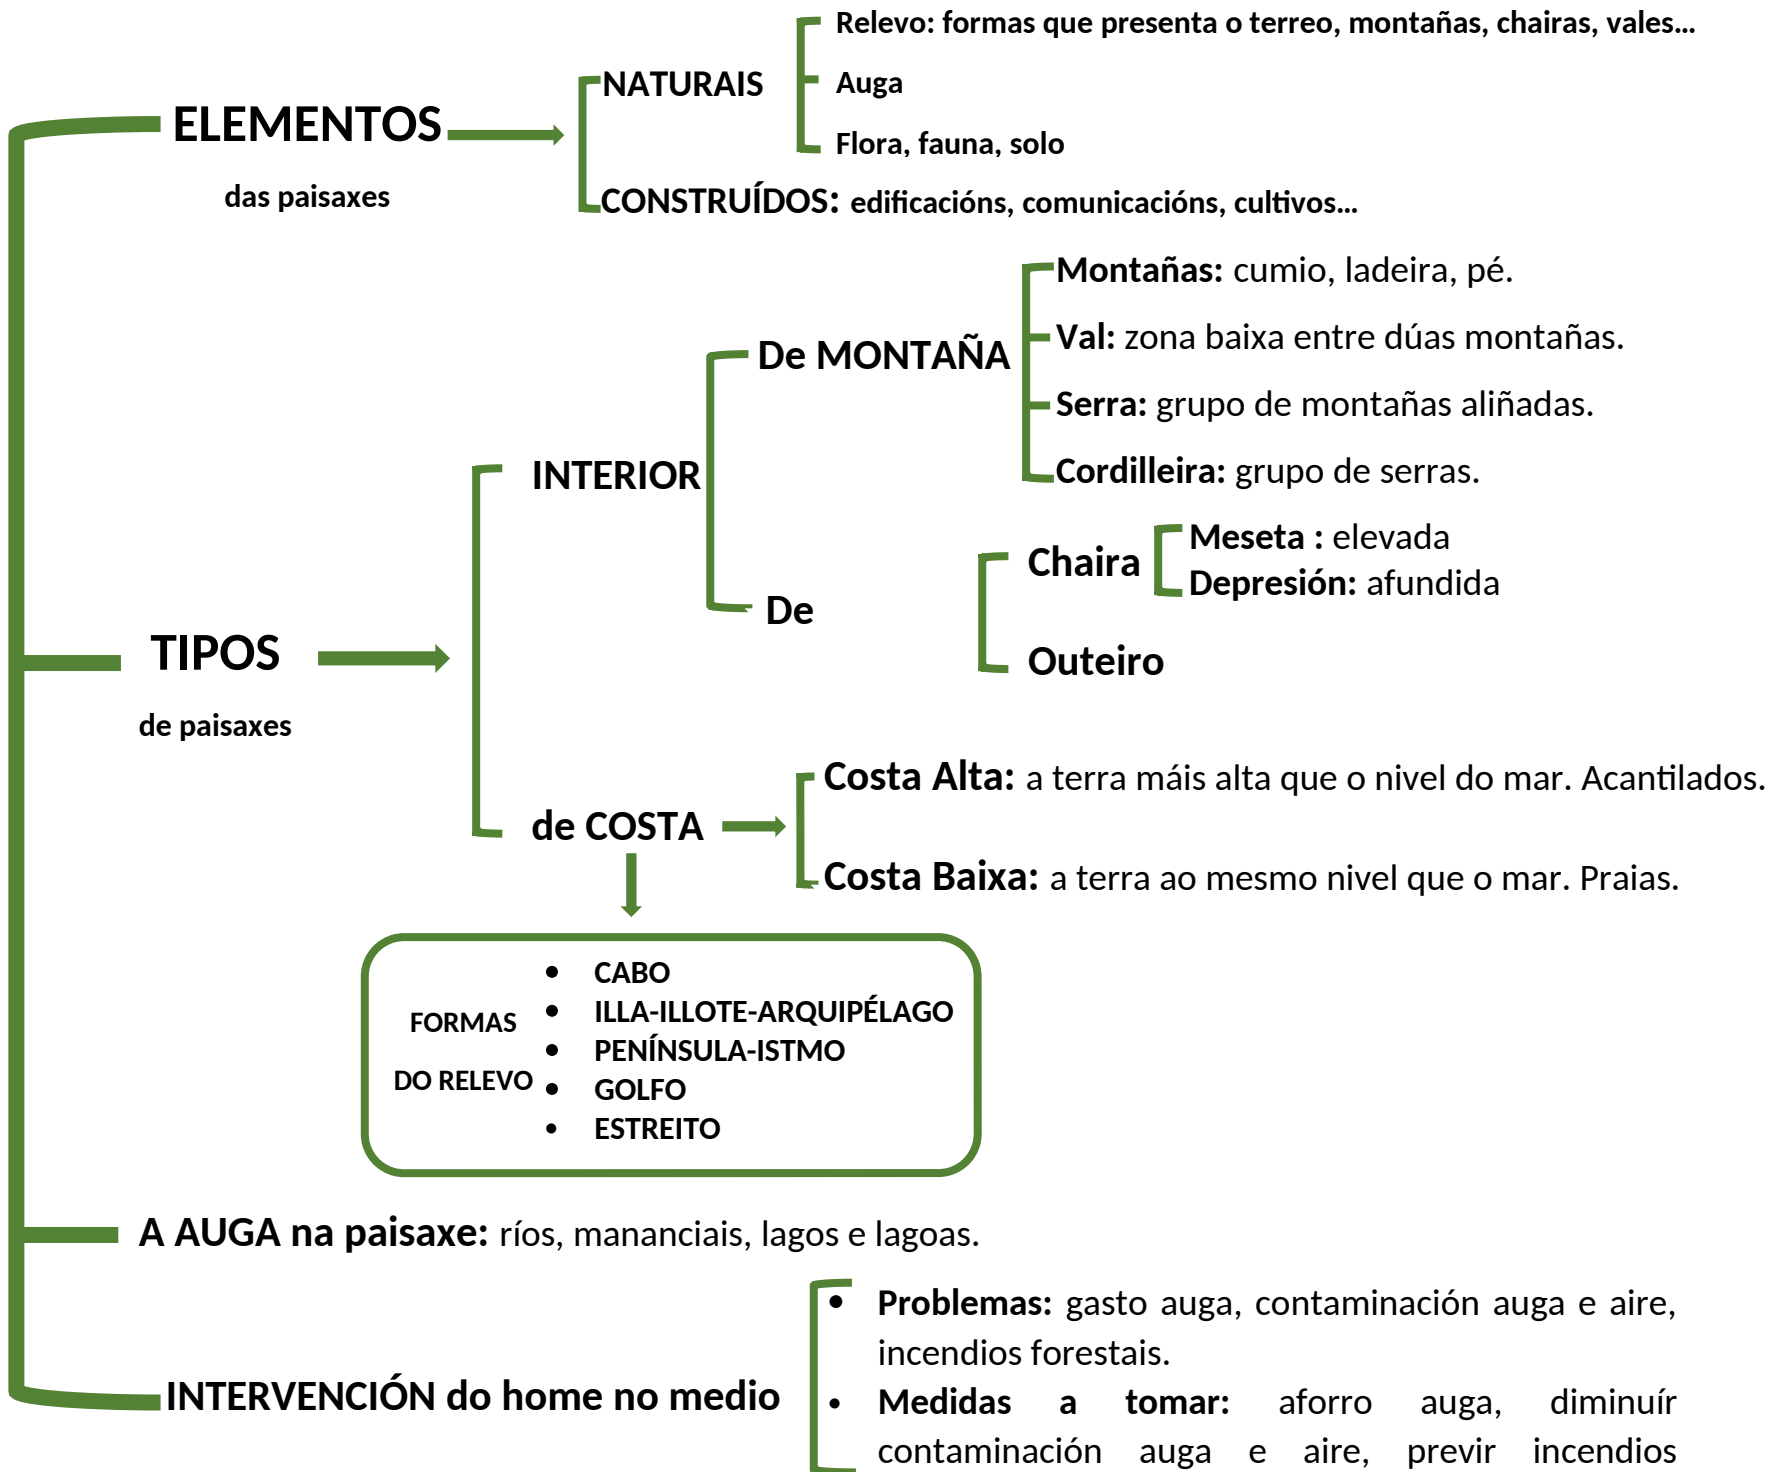 Relevo: formas que presenta o terreo, montañas, chairas, vales...
NATURAIS
Auga
Flora, fauna, solo
ELEMENTOS
das paisaxes
CONSTRUÍDOS: edificacións, comunicacións, cultivos...
Montañas: cumio, ladeira, pé.
De MONTAÑA
Val: zona baixa entre dúas montañas.
Serra: grupo de montañas aliñadas.
Cordilleira: grupo de serras.
INTERIOR
Chaira
Meseta : elevada
Depresión: afundida
De
Outeiro
TIPOS
de paisaxes
Costa Alta: a terra máis alta que o nivel do mar. Acantilados.
de COSTA
Costa Baixa: a terra ao mesmo nivel que o mar. Praias.
FORMAS
DO RELEVO
• CABO
• ILLA-ILLOTE-ARQUIPÉLAGO
• PENÍNSULA-ISTMO
• GOLFO
• ESTREITO
A AUGA na paisaxe: ríos, mananciais, lagos e lagoas.
INTERVENCIÓN do home no medio
• Problemas: gasto auga, contaminación auga e aire,
incendios forestais.
• Medidas a tomar: aforro auga, diminuír
contaminación auga e aire, previr incendios